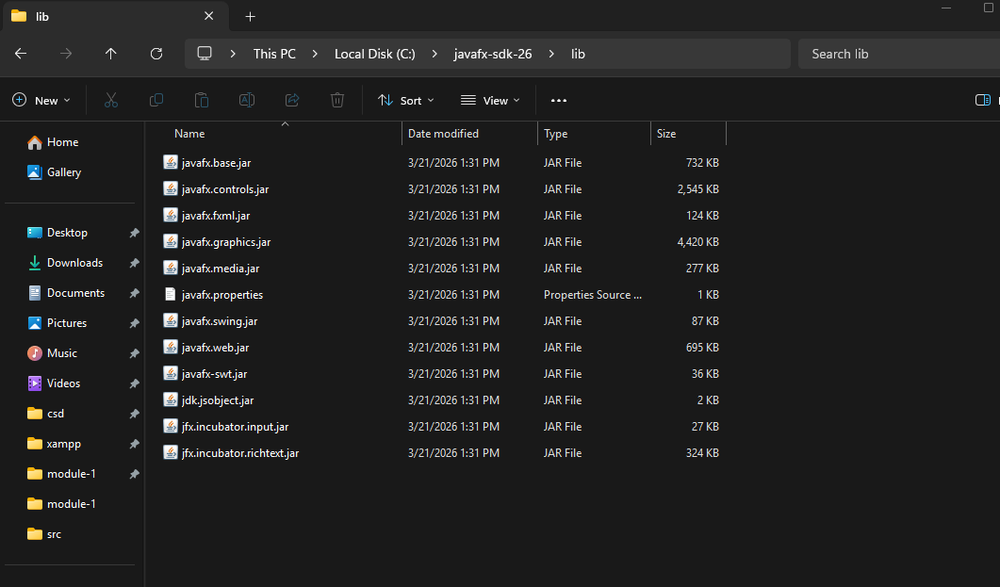 lib
This PC > Local Disk (C:) > javafx-sdk-26 > lib
Search lib
New
Sort
View
Name Date modified Type Size
Home
Gallery
Desktop
Downloads
Documents
Pictures
Music
Videos
csd
xampp
module-1
module-1
src
javafx.base.jar 3/21/2026 1:31 PM JAR File 732 KB
javafx.controls.jar 3/21/2026 1:31 PM JAR File 2,545 KB
javafx.fxml.jar 3/21/2026 1:31 PM JAR File 124 KB
javafx.graphics.jar 3/21/2026 1:31 PM JAR File 4,420 KB
javafx.media.jar 3/21/2026 1:31 PM JAR File 277 KB
javafx.properties 3/21/2026 1:31 PM Properties Source ... 1 KB
javafx.swing.jar 3/21/2026 1:31 PM JAR File 87 KB
javafx.web.jar 3/21/2026 1:31 PM JAR File 695 KB
javafx-swt.jar 3/21/2026 1:31 PM JAR File 36 KB
jdk.jsobject.jar 3/21/2026 1:31 PM JAR File 2 KB
jfx.incubator.input.jar 3/21/2026 1:31 PM JAR File 27 KB
jfx.incubator.richtext.jar 3/21/2026 1:31 PM JAR File 324 KB